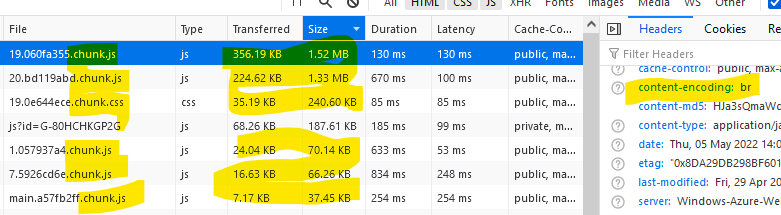 All HTML CSS JS XHR Fonts Images Media
File Type Transferred Size Duration Latency Cache-Co...
19.060fa355.chunk.js js 356.19 KB 1.52 MB 130 ms 130 ms public, ma...
20.bd119abd.chunk.js js 224.62 KB 1.33 MB 670 ms 100 ms public, ma...
19.0e644ece.chunk.css css 35.19 KB 240.60 KB 85 ms 85 ms public, ma...
js?id=G-80HCHKGP2G js 68.26 KB 187.61 KB 185 ms 99 ms private, m...
1.057937a4.chunk.js js 24.04 KB 70.14 KB 633 ms 53 ms public, ma...
7.5926cd6e.chunk.js js 16.63 KB 66.26 KB 834 ms 248 ms public, ma...
main.a57fb2ff.chunk.js js 7.17 KB 37.45 KB 254 ms 254 ms public, ma...
Headers Cookies
Filter Headers
cache-control: public, max-a
content-encoding: br
content-md5: HJa3sQmaWc
content-type: application/ja
date: Thu, 05 May 2022 14:0
etag: "0x8DA29DB298BF601
last-modified: Fri, 29 Apr 20
server: Windows-Azure-We